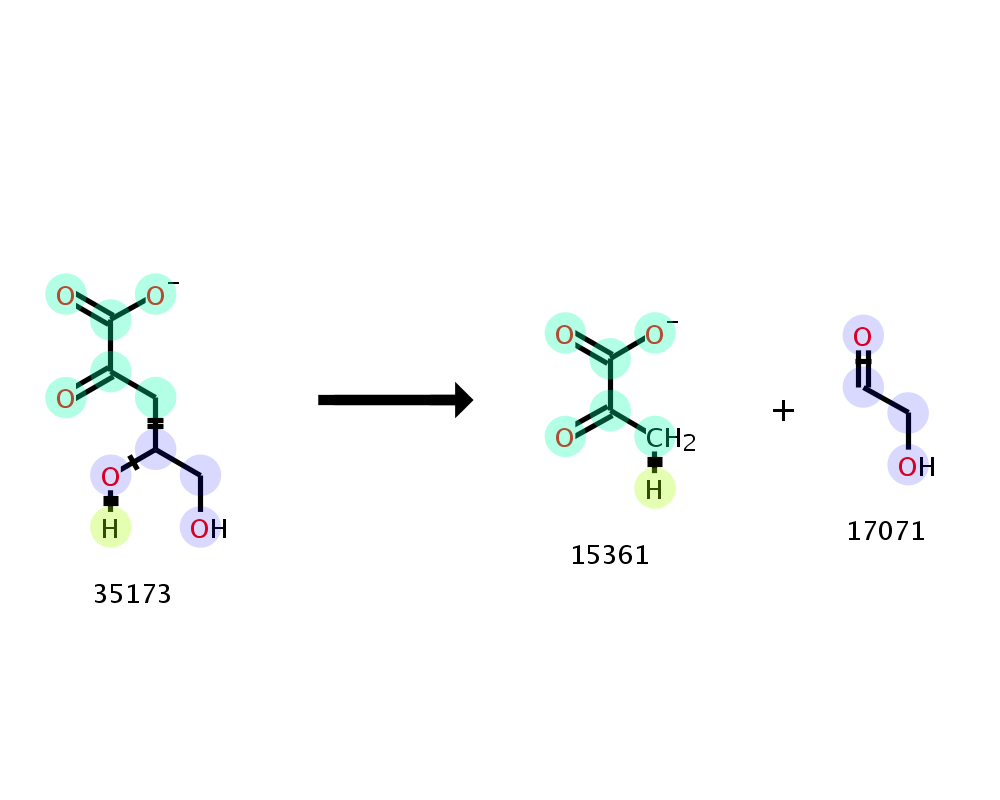 O O −
O
O
H OH
35173
→
O O −
O CH2
H
15361
+
O
OH
17071